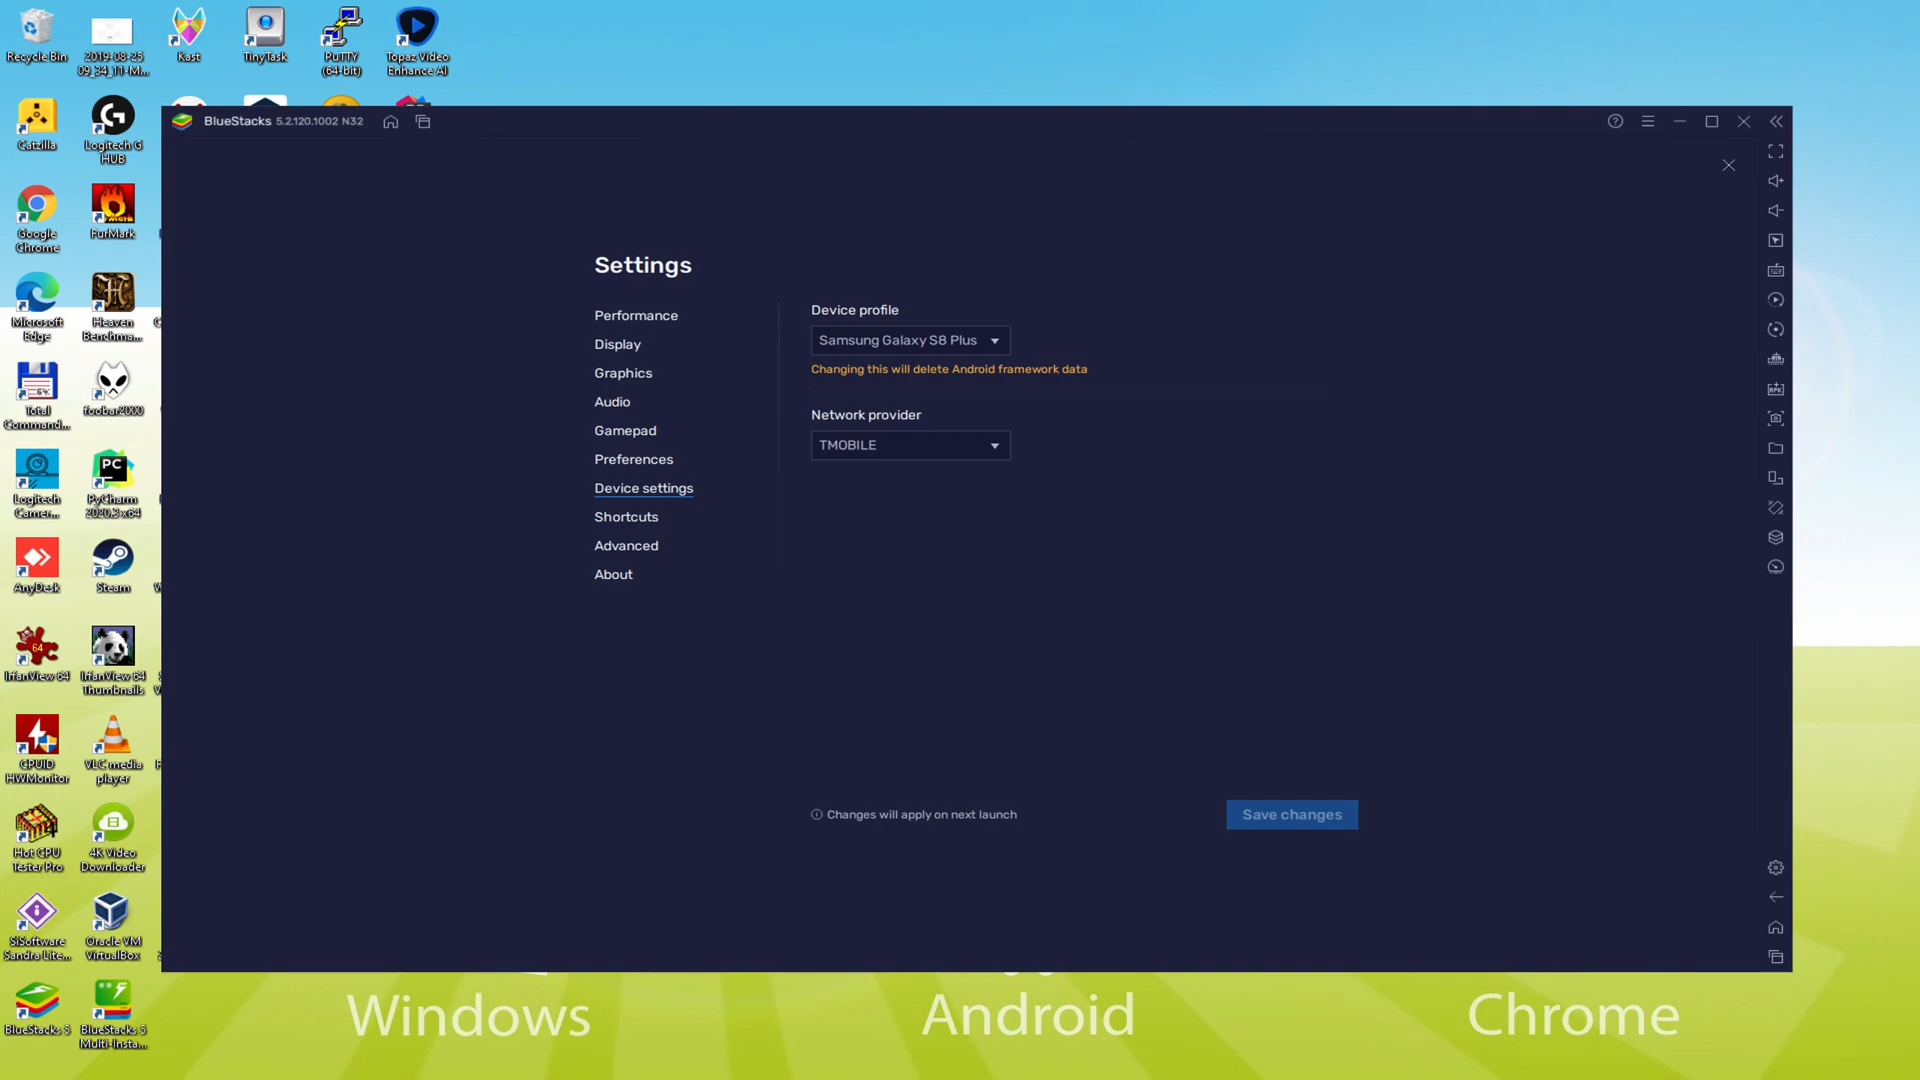 Recycle Bin
2019-08-25
09_34_11-M...
Kast
TinyTask
PuTTY
(64-bit)
Topaz Video
Enhance AI
Catzilla
Logitech G
HUB
BlueStacks 5.2.120.1002 N32
Google
Chrome
FurMark
Settings
Microsoft
Edge
Heaven
Benchma...
Performance
Display
Graphics
Audio
Gamepad
Preferences
Device settings
Shortcuts
Advanced
About
Device profile
Samsung Galaxy S8 Plus
Changing this will delete Android framework data
Network provider
TMOBILE
Total
Command...
foobar2000
Logitech
Camer...
PC
PyCharm
2020.3 x64
AnyDesk
Steam
64
IrfanView 64
IrfanView 64
Thumbnails
CPUID
HWMonitor
VLC media
player
Changes will apply on next launch
Save changes
Hot CPU
Tester Pro
4K Video
Downloader
SiSoftware
Sandra Lite...
Oracle VM
VirtualBox
BlueStacks 5
BlueStacks 5
Multi-Insta...
Windows
Android
Chrome